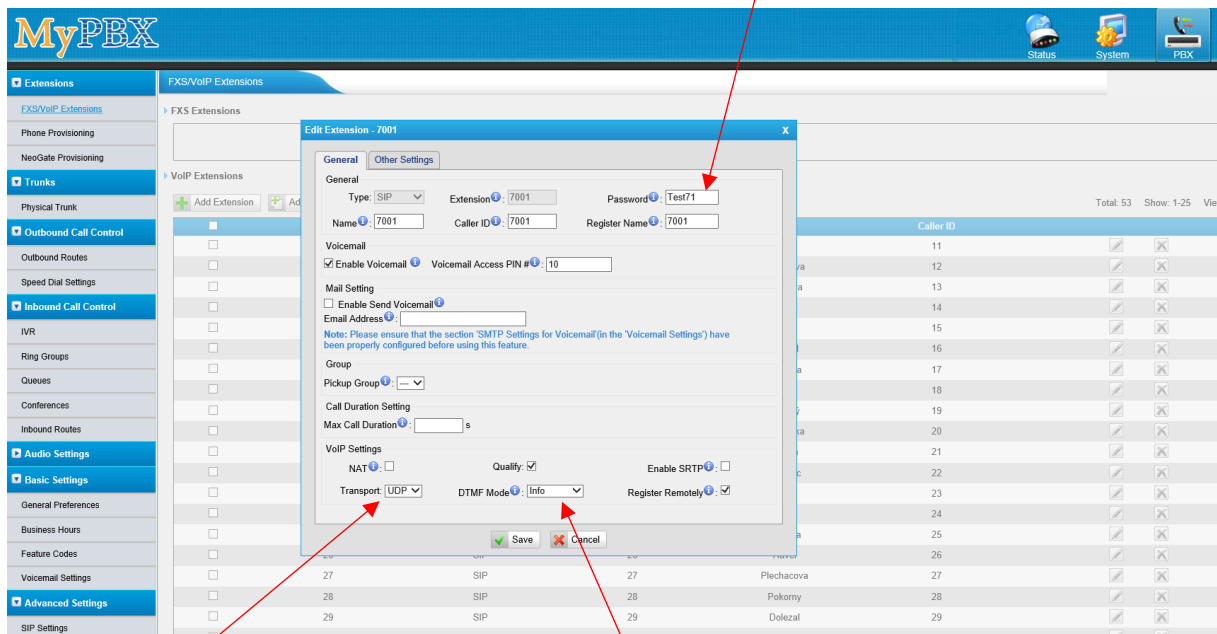 MyPBX
Status System PBX
Extensions
FXS/VoIP Extensions
Phone Provisioning
NeoGate Provisioning
Trunks
Physical Trunk
Outbound Call Control
Outbound Routes
Speed Dial Settings
Inbound Call Control
IVR
Ring Groups
Queues
Conferences
Inbound Routes
Audio Settings
Basic Settings
General Preferences
Business Hours
Feature Codes
Voicemail Settings
Advanced Settings
SIP Settings
FXS/VoIP Extensions
FXS Extensions
VoIP Extensions
Add Extension Ad
Total: 53 Show: 1-25 Vie
Edit Extension - 7001 X
General Other Settings
General
Type: SIP Extension: 7001 Password: Test71
Name: 7001 Caller ID: 7001 Register Name: 7001
Voicemail
Enable Voicemail Voicemail Access PIN #: 10
Mail Setting
Enable Send Voicemail
Email Address:
Note: Please ensure that the section 'SMTP Settings for Voicemail'(in the 'Voicemail Settings') have
been properly configured before using this feature.
Group
Pickup Group: ---
Call Duration Setting
Max Call Duration: s
VoIP Settings
NAT: Qualify: Enable SRTP:
Transport: UDP DTMF Mode: Info Register Remotely:
Save Cancel
Caller ID
11
12
13
14
15
16
17
18
19
20
21
22
23
24
25
26
27 SIP 27 Plechacova 27
28 SIP 28 Pokorny 28
29 SIP 29 Dolezal 29